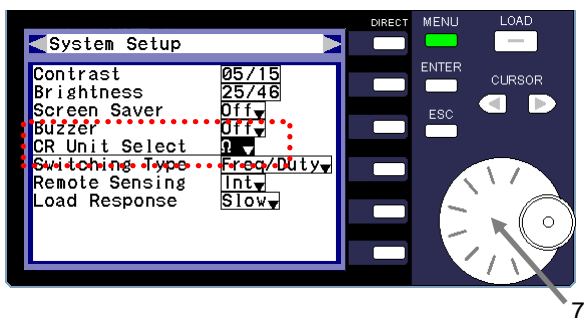 DIRECT MENU LOAD
System Setup
ENTER
CURSOR
ESC
Contrast 05/15
Brightness 25/46
Screen Saver Off
Buzzer Off
CR Unit Select Ω
Switching Type Freq/Duty
Remote Sensing Int
Load Response Slow
7